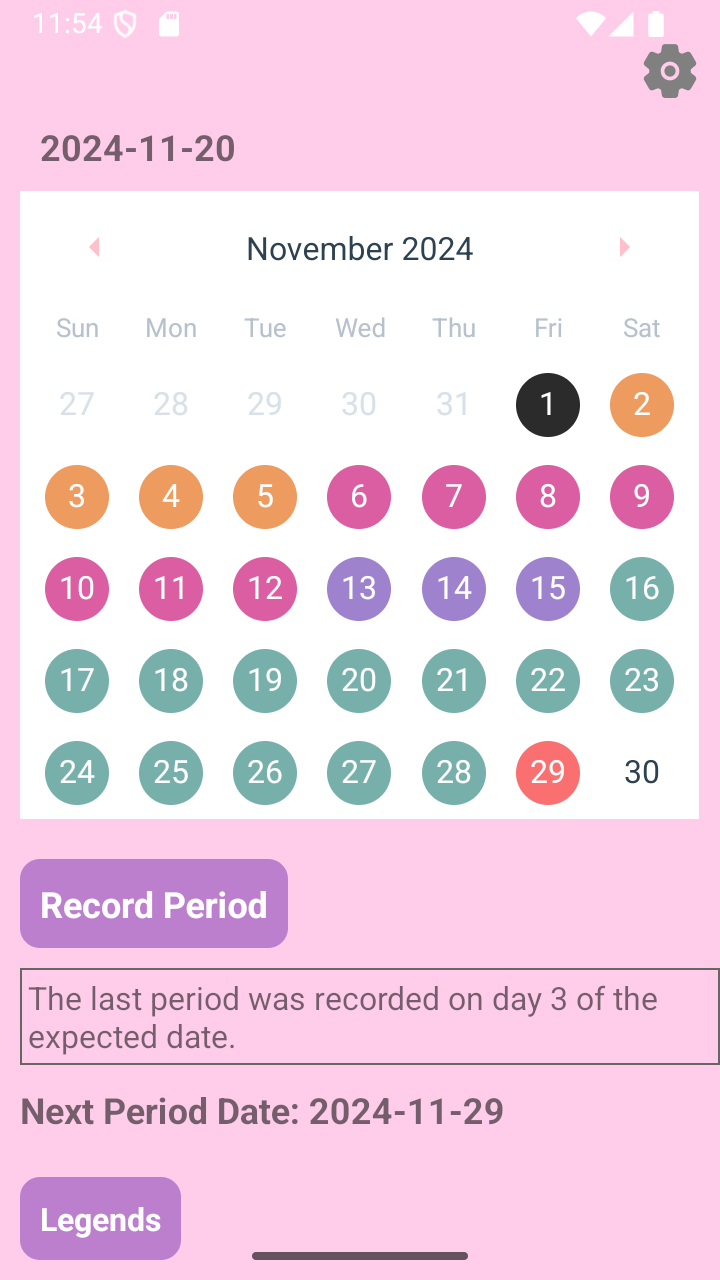 11:54
2024-11-20
November 2024
Sun Mon Tue Wed Thu Fri Sat
27 28 29 30 31 1 2
3 4 5 6 7 8 9
10 11 12 13 14 15 16
17 18 19 20 21 22 23
24 25 26 27 28 29 30
Record Period
The last period was recorded on day 3 of the
expected date.
Next Period Date: 2024-11-29
Legends